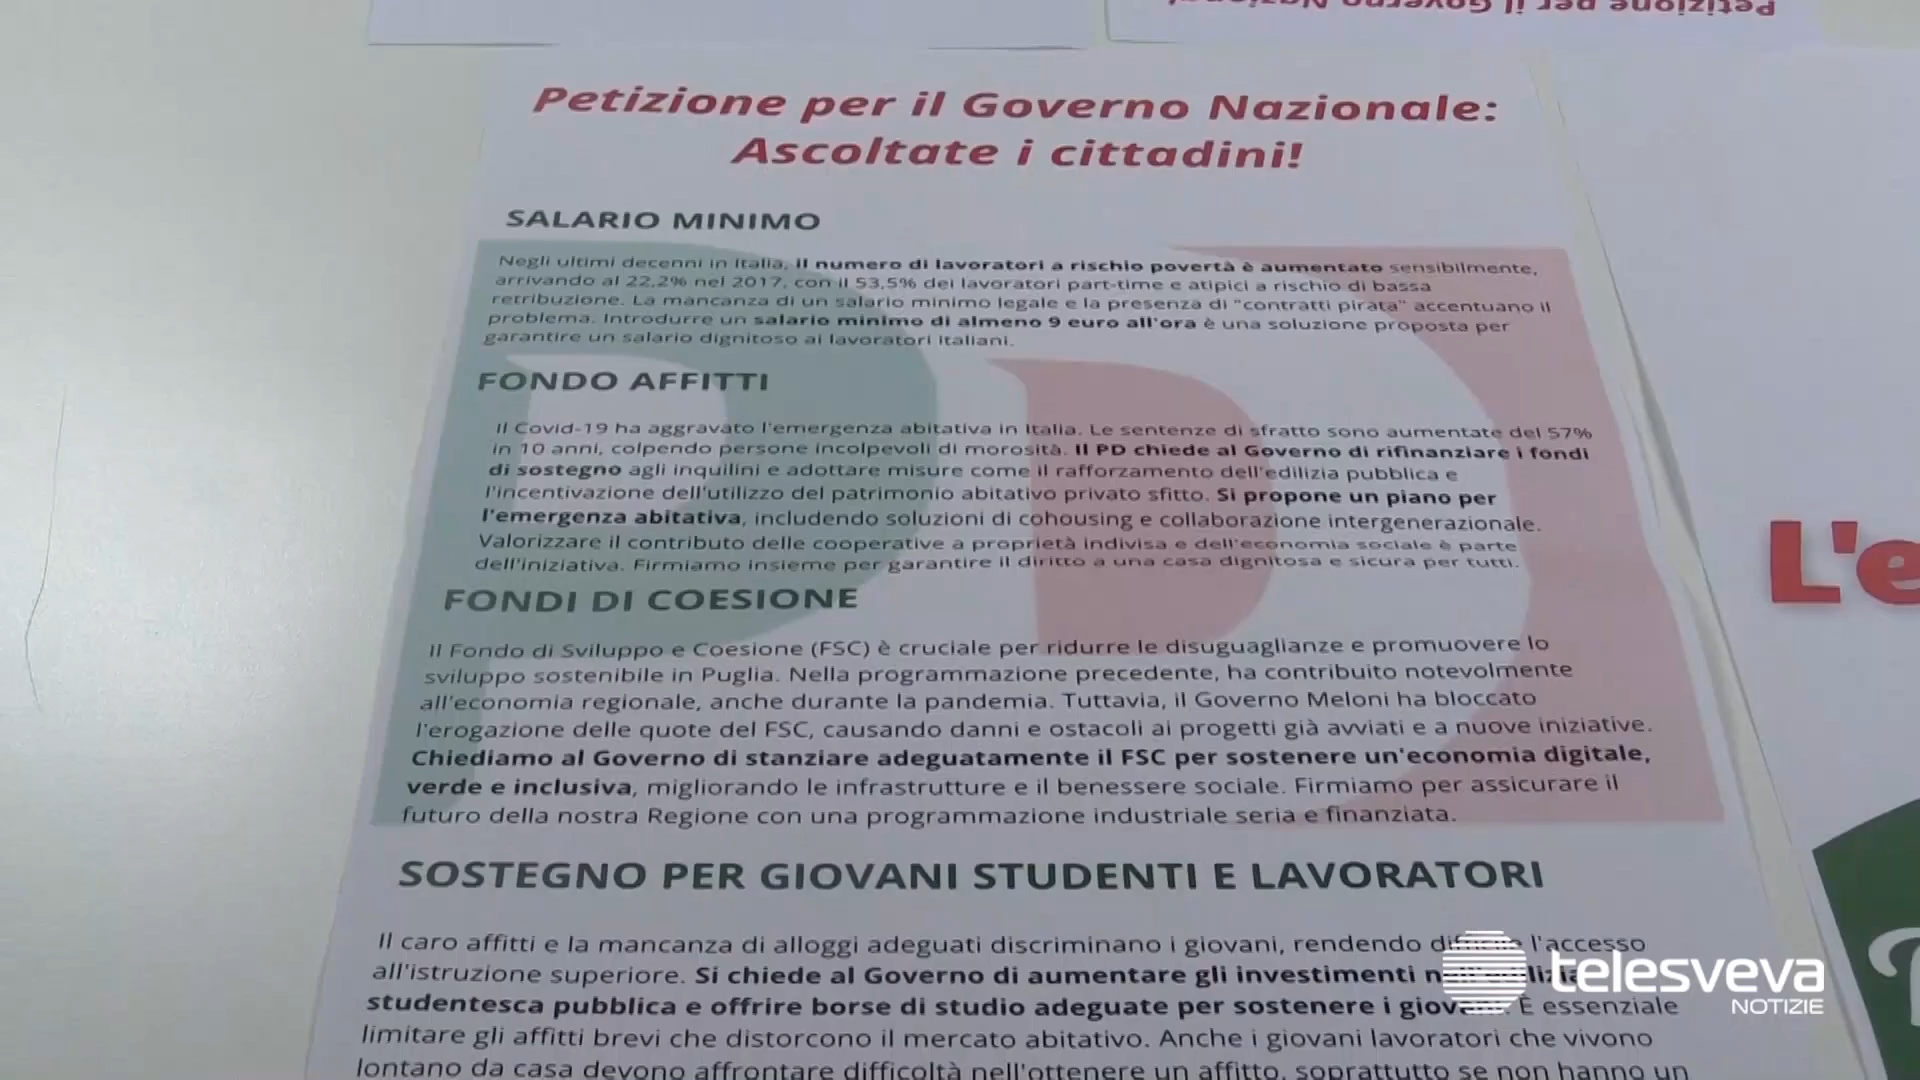 Petizione per il Governo Nazionale:
Petizione per il Governo Nazionale:
Ascoltate i cittadini!
SALARIO MINIMO
Negli ultimi decenni in Italia, il numero di lavoratori a rischio povertà è aumentato sensibilmente,
arrivando al 22,2% nel 2017, con il 53,5% dei lavoratori part-time e atipici a rischio di bassa
retribuzione. La mancanza di un salario minimo legale e la presenza di "contratti pirata" accentuano il
problema. Introdurre un salario minimo di almeno 9 euro all'ora è una soluzione proposta per
garantire un salario dignitoso ai lavoratori italiani.
FONDO AFFITTI
Il Covid-19 ha aggravato l'emergenza abitativa in Italia. Le sentenze di sfratto sono aumentate del 57%
in 10 anni, colpendo persone incolpevoli di morosità. Il PD chiede al Governo di rifinanziare i fondi
di sostegno agli inquilini e adottare misure come il rafforzamento dell'edilizia pubblica e
l'incentivazione dell'utilizzo del patrimonio abitativo privato sfitto. Si propone un piano per
l'emergenza abitativa, includendo soluzioni di cohousing e collaborazione intergenerazionale.
Valorizzare il contributo delle cooperative a proprietà indivisa e dell'economia sociale è parte
dell'iniziativa. Firmiamo insieme per garantire il diritto a una casa dignitosa e sicura per tutti.
FONDI DI COESIONE
Il Fondo di Sviluppo e Coesione (FSC) è cruciale per ridurre le disuguaglianze e promuovere lo
sviluppo sostenibile in Puglia. Nella programmazione precedente, ha contribuito notevolmente
all'economia regionale, anche durante la pandemia. Tuttavia, il Governo Meloni ha bloccato
l'erogazione delle quote del FSC, causando danni e ostacoli ai progetti già avviati e a nuove iniziative.
Chiediamo al Governo di stanziare adeguatamente il FSC per sostenere un'economia digitale,
verde e inclusiva, migliorando le infrastrutture e il benessere sociale. Firmiamo per assicurare il
futuro della nostra Regione con una programmazione industriale seria e finanziata.
SOSTEGNO PER GIOVANI STUDENTI E LAVORATORI
Il caro affitti e la mancanza di alloggi adeguati discriminano i giovani, rendendo difficile l'accesso
all'istruzione superiore. Si chiede al Governo di aumentare gli investimenti nell'edilizia
studentesca pubblica e offrire borse di studio adeguate per sostenere i giovani. È essenziale
limitare gli affitti brevi che distorcono il mercato abitativo. Anche i giovani lavoratori che vivono
lontano da casa devono affrontare difficoltà nell'ottenere un affitto, soprattutto se non hanno un
L'e
telesveva
NOTIZIE